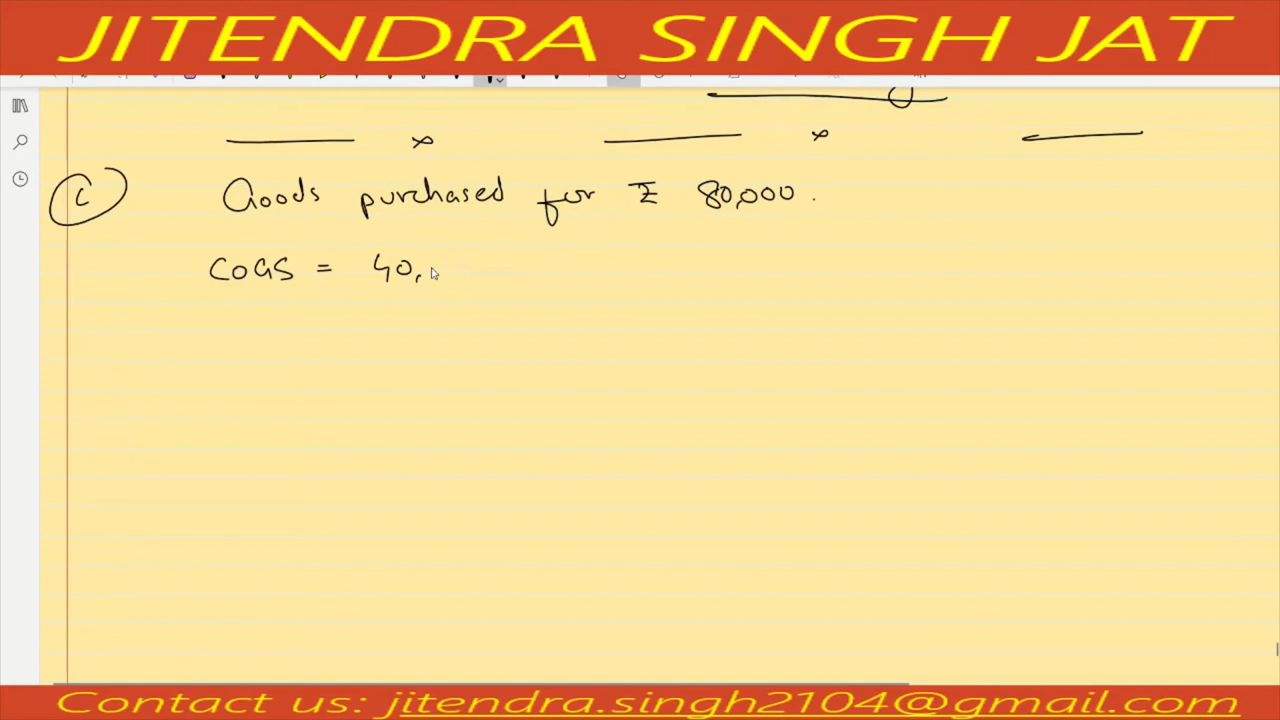 JITENDRA SINGH JAT
C Goods purchased for ₹ 80,000.
COGS = 40,
Contact us: jitendra.singh2104@gmail.com